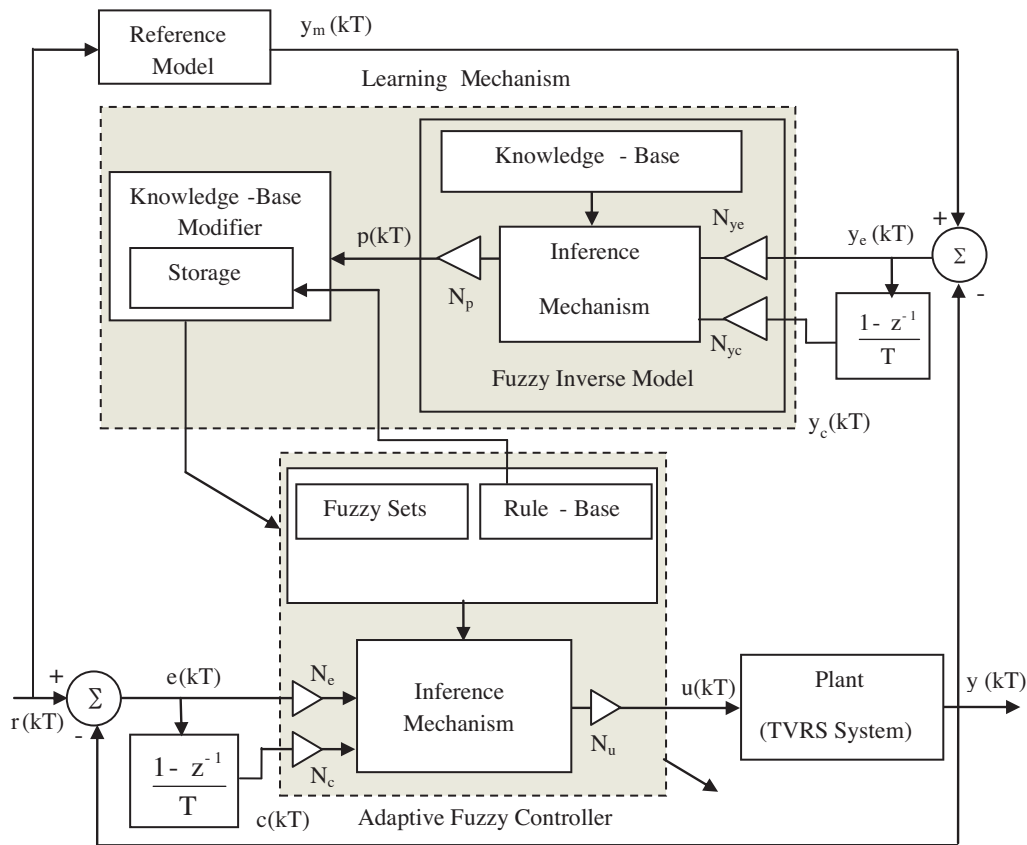 y_m(kT)
Reference
Model
Learning Mechanism
Knowledge - Base
Knowledge -Base
Modifier
Storage
p(kT)
N_p
Inference
Mechanism
N_ye
N_yc
y_e(kT)
+
Σ
-
1- z^-1
T
Fuzzy Inverse Model
y_c(kT)
Fuzzy Sets
Rule - Base
+
r(kT)
Σ
-
e(kT)
1- z^-1
T
c(kT)
N_e
N_c
Inference
Mechanism
N_u
u(kT)
Plant
(TVRS System)
y (kT)
Adaptive Fuzzy Controller